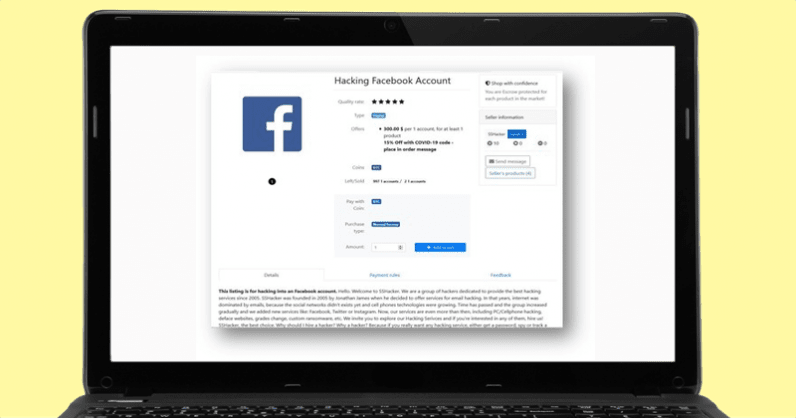 Hacking Facebook Account
Quality rate:
Type
Offers
300.00 $ per 1 account, for at least 1
product
15% Off with COVID-19 code -
place in order message
Coins:
BTC
Left/Sold:
1 accounts / 2 1 accounts
Pay with
Coin:
BTC
Purchase
type:
Amount:
1
Add to cart
Shop with confidence
You are Escrow protected for
each product in the market!
Seller information
SSHacker
10
0
0
Send message
Seller's products (4)
Details
Payment rules
Feedback
This listing is for hacking into an Facebook account. Hello. Welcome to SSHacker. We are a group of hackers dedicated to provide the best hacking
services since 2005. SSHacker was founded in 2005 by Jonathan James when he decided to offer services for email hacking. In that years, internet was
dominated by emails, because the social networks didn't exists yet and cell phones technologies were growing. Time has passed and the group increased
gradually and we added new services like: Facebook, Twitter or Instagram. Now, our services are even more than then, including PC/Cellphone hacking,
deface websites, grades change, custom ransomware, etc. We invite you to explore our Hacking Services and if you're interested in any of them, hire us!
SSHacker, the best choice. Why should I hire a hacker? Why a hacker? Because if you really want any hacking service, either get a password, spy or track a